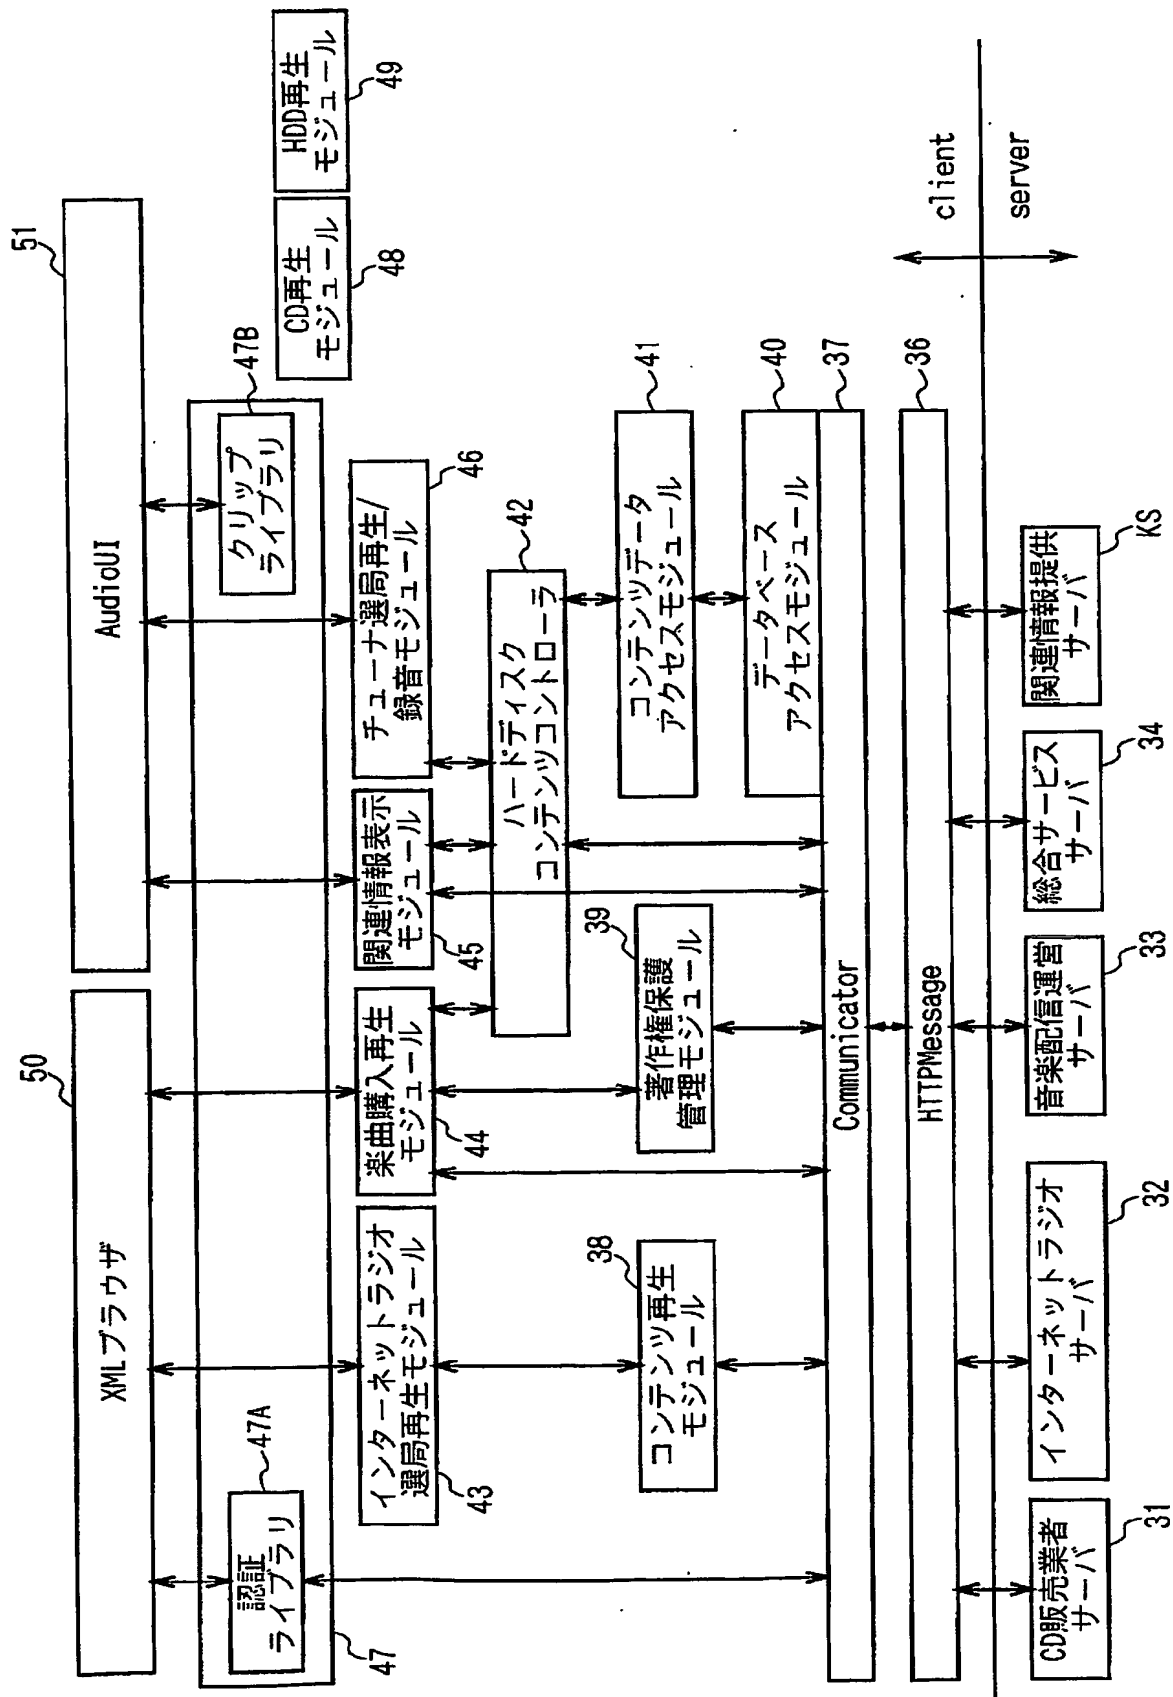 50
51
XMLブラウザ
AudioUI
47
認証
ライブラリ
47A
クリップ
ライブラリ
47B
CD再生
モジュール
48
HDD再生
モジュール
49
インターネットラジオ
選局再生モジュール
43
楽曲購入再生
モジュール
44
関連情報表示
モジュール
45
チューナ選局再生/
録音モジュール
46
ハードディスク
コンテンツコントローラ
42
コンテンツ再生
モジュール
38
著作権保護
管理モジュール
39
コンテンツデータ
アクセスモジュール
41
データベース
アクセスモジュール
40
Communicator
37
HTTPMessage
36
client
server
CD販売業者
サーバ
31
インターネットラジオ
サーバ
32
音楽配信運営
サーバ
33
総合サービス
サーバ
34
関連情報提供
サーバ
KS